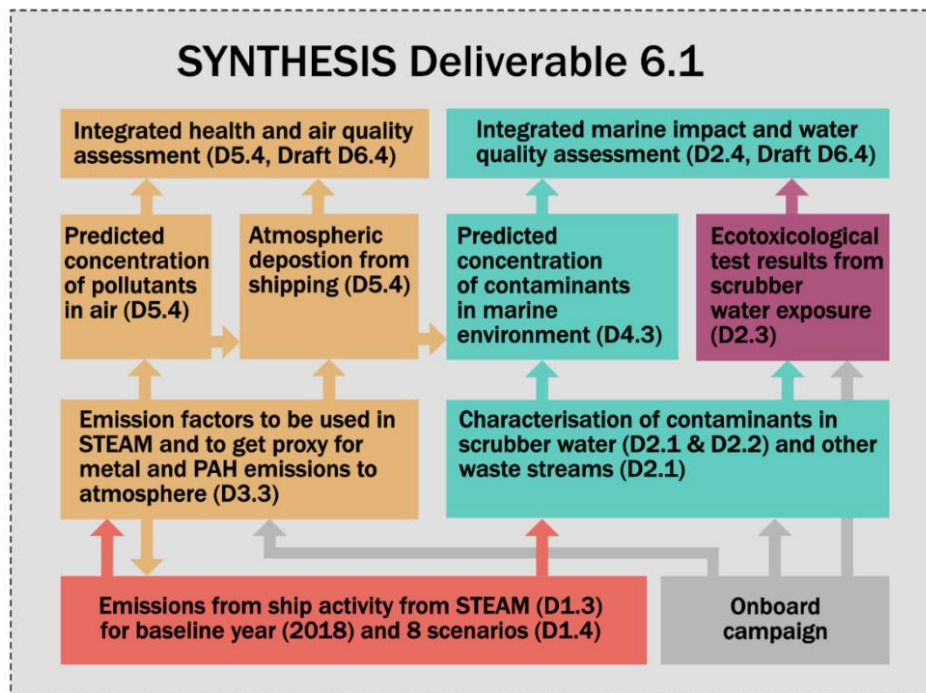 SYNTHESIS Deliverable 6.1
Integrated health and air quality
assessment (D5.4, Draft D6.4)
Integrated marine impact and water
quality assessment (D2.4, Draft D6.4)
Predicted
concentration
of pollutants
in air (D5.4)
Atmospheric
depostion from
shipping (D5.4)
Predicted
concentration
of contaminants
in marine
environment (D4.3)
Ecotoxicological
test results from
scrubber
water exposure
(D2.3)
Emission factors to be used in
STEAM and to get proxy for
metal and PAH emissions to
atmosphere (D3.3)
Characterisation of contaminants in
scrubber water (D2.1 & D2.2) and other
waste streams (D2.1)
Emissions from ship activity from STEAM (D1.3)
for baseline year (2018) and 8 scenarios (D1.4)
Onboard
campaign